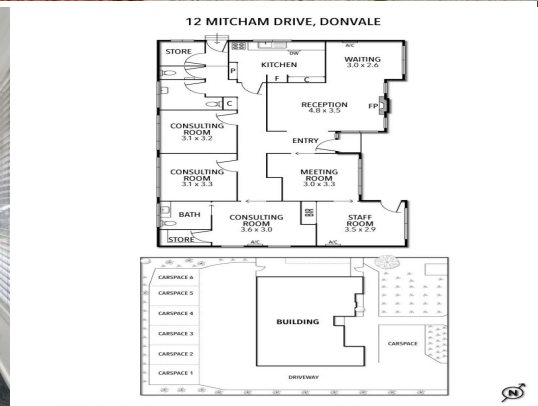 12 MITCHAM DRIVE, DONVALE
STORE
A/C
DW
KITCHEN
WAITING
3.0 x 2.6
P
F
C
RECEPTION
4.8 x 3.5
FP
C
CONSULTING
ROOM
3.1 x 3.2
ENTRY
CONSULTING
ROOM
3.1 x 3.3
MEETING
ROOM
3.0 x 3.3
BATH
CONSULTING
ROOM
3.6 x 3.0
BIR
STAFF
ROOM
3.5 x 2.9
STORE
A/C
A/C
CARSPACE 6
CARSPACE 5
CARSPACE 4
CARSPACE 3
CARSPACE 2
CARSPACE 1
BUILDING
CARSPACE
DRIVEWAY
N